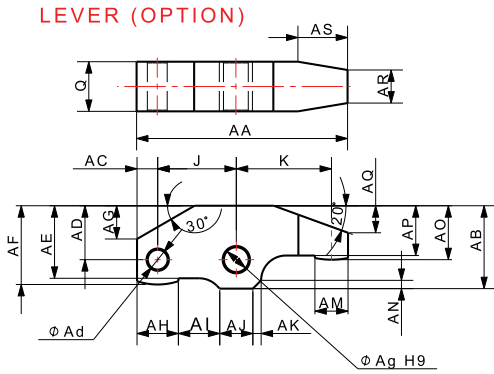 LEVER (OPTION)
AS
Q
AR
AA
AC
J
K
AQ
AF
AE
AD
AG
30°
20°
AP
AO
AB
AN
AM
AH
AI
AJ
AK
Φ Ad
Φ Ag H9